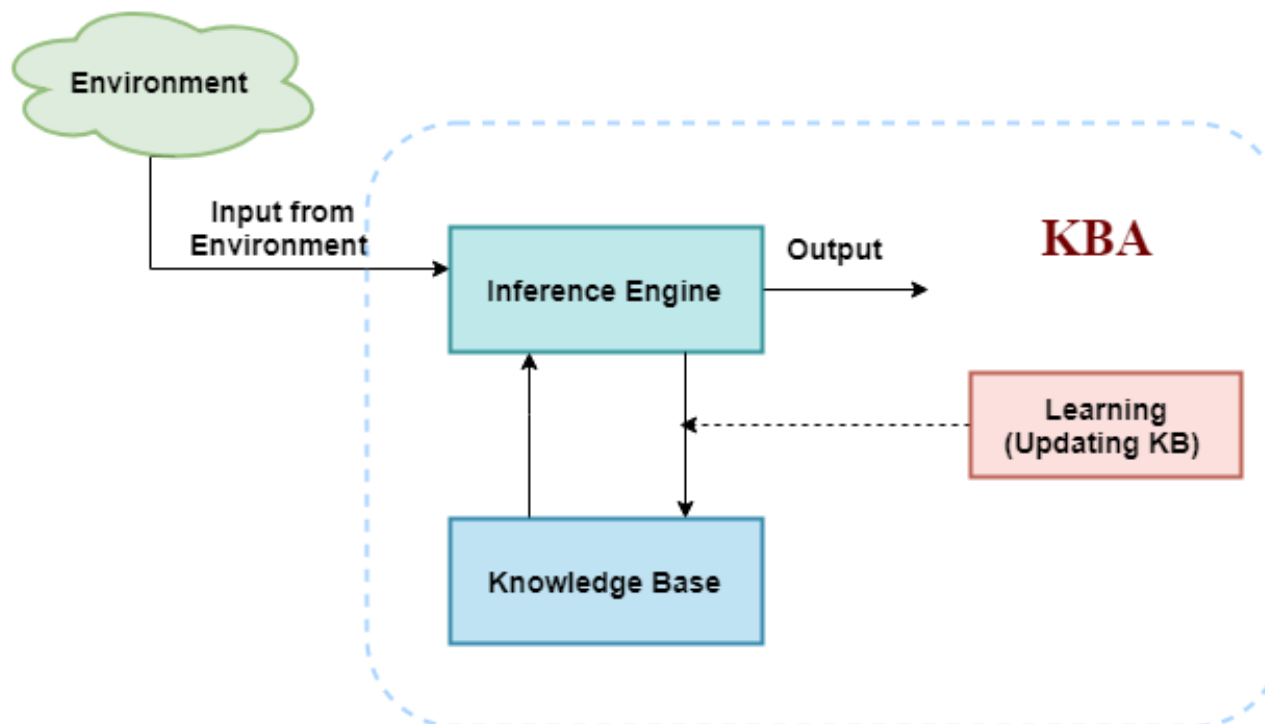 Environment
Input from
Environment
Inference Engine
Output
KBA
Learning
(Updating KB)
Knowledge Base